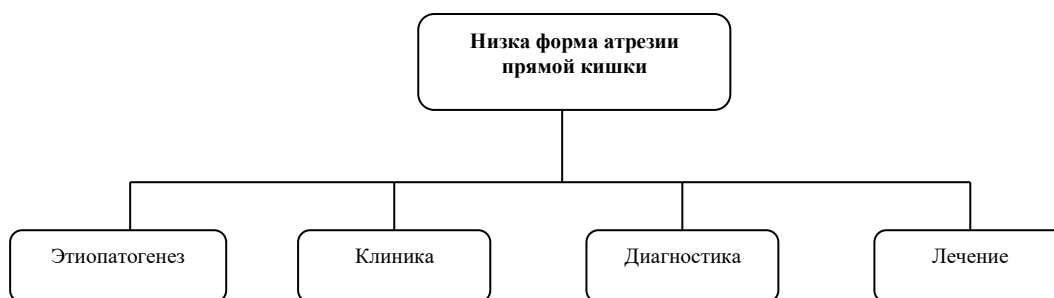 Низка форма атрезии
прямой кишки
Этиопатогенез
Клиника
Диагностика
Лечение